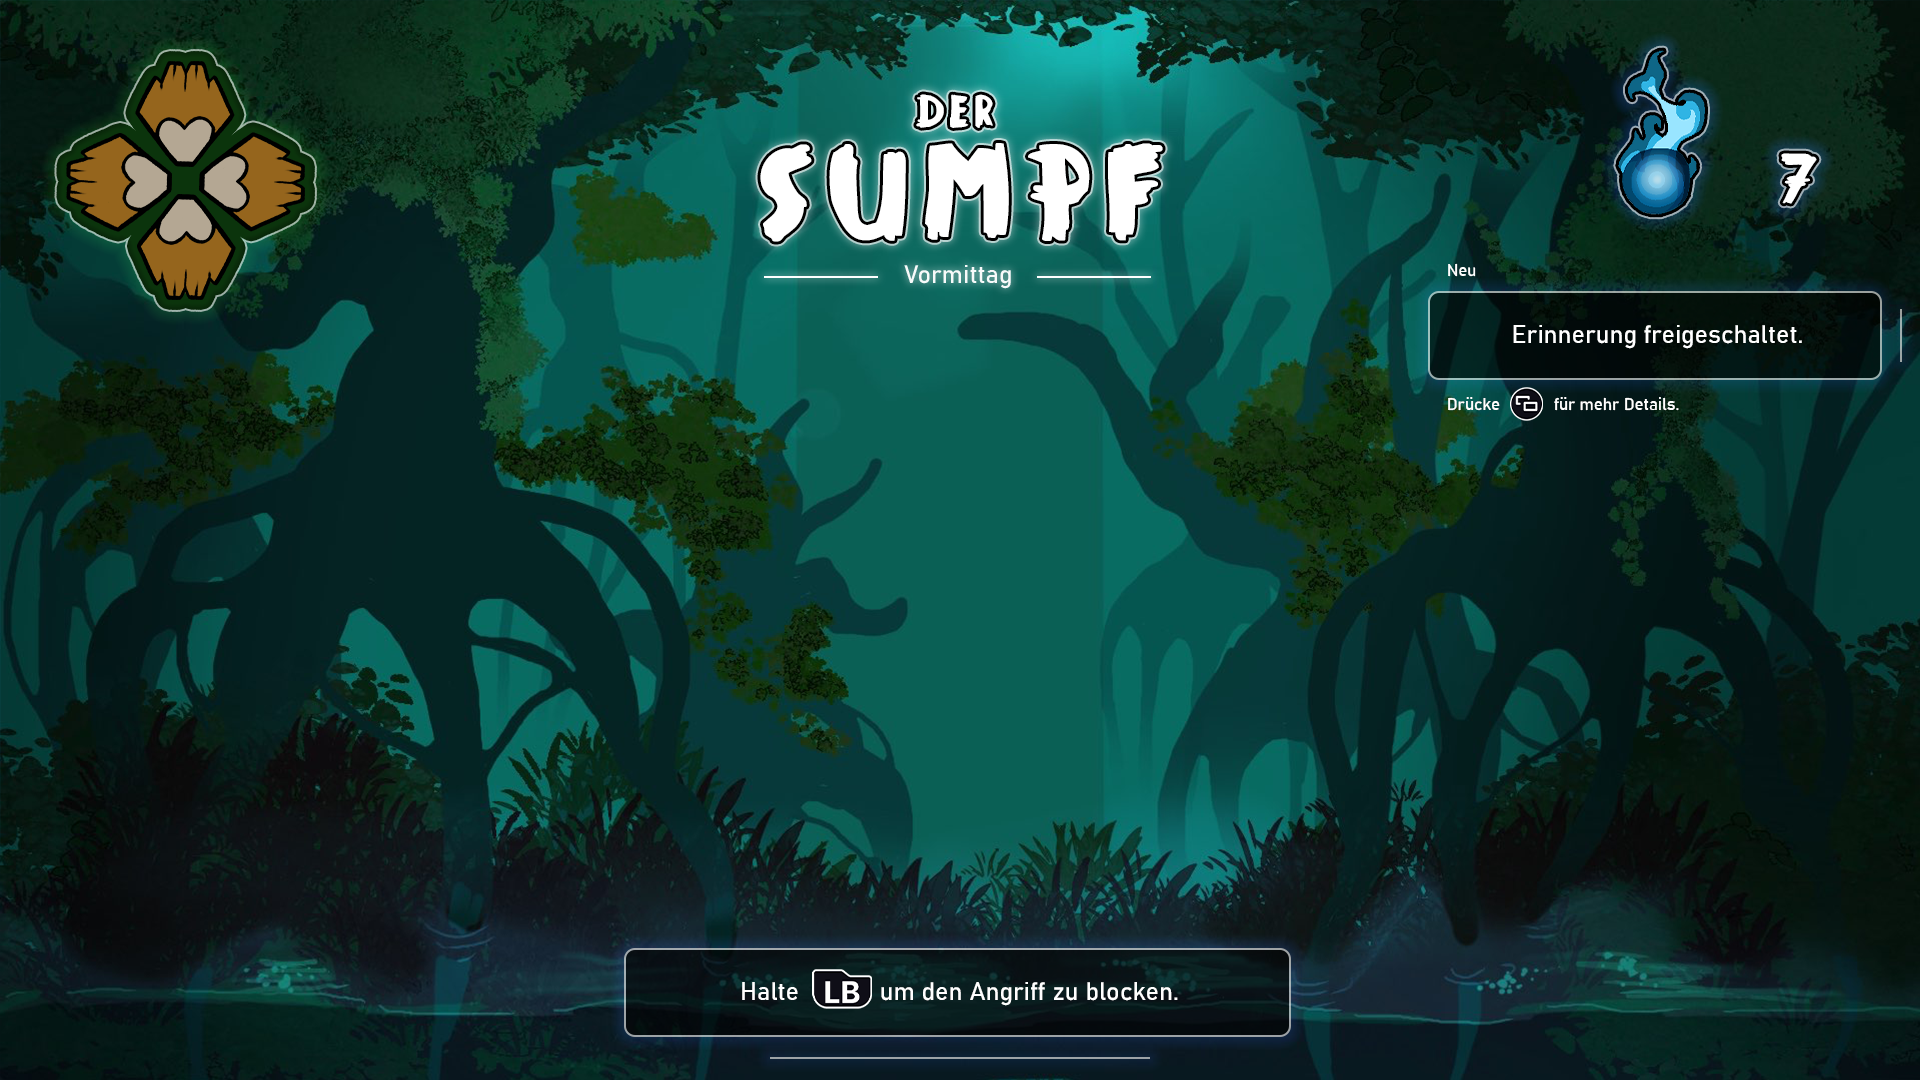 DER
SUMPF
Vormittag
7
Neu
Erinnerung freigeschaltet.
Drücke für mehr Details.
Halte LB um den Angriff zu blocken.